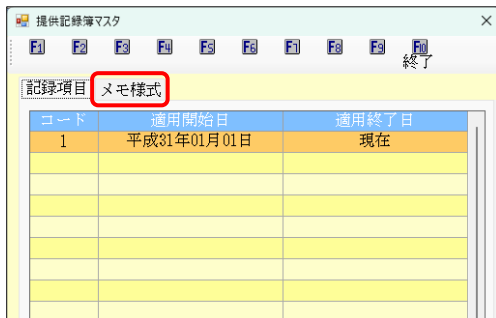 提供記録簿マスタ
F1 F2 F3 F4 F5 F6 F7 F8 F9 F10
終了
記録項目 メモ様式
コード 適用開始日 適用終了日
1 平成31年01月01日 現在